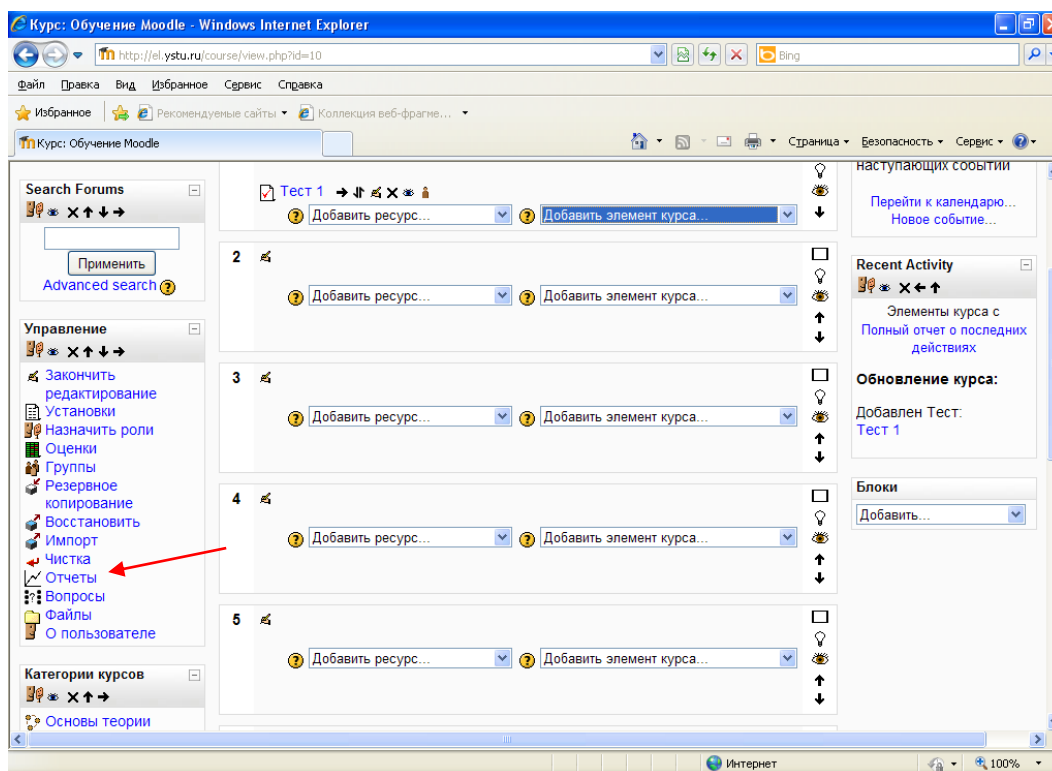 Курс: Обучение Moodle - Windows Internet Explorer
http://el.ystu.ru/course/view.php?id=10
Bing
Файл Правка Вид Избранное Сервис Справка
Избранное Рекомендуемые сайты Коллекция веб-фрагме...
Курс: Обучение Moodle
Страница Безопасность Сервис
Search Forums
Применить
Advanced search
Управление
Закончить
редактирование
Установки
Назначить роли
Оценки
Группы
Резервное
копирование
Восстановить
Импорт
Чистка
Отчеты
Вопросы
Файлы
О пользователе
Категории курсов
Основы теории
Тест 1
Добавить ресурс... Добавить элемент курса...
2
Добавить ресурс... Добавить элемент курса...
3
Добавить ресурс... Добавить элемент курса...
4
Добавить ресурс... Добавить элемент курса...
5
Добавить ресурс... Добавить элемент курса...
наступающих событий
Перейти к календарю...
Новое событие...
Recent Activity
Элементы курса с
Полный отчет о последних
действиях
Обновление курса:
Добавлен Тест:
Тест 1
Блоки
Добавить...
Интернет
100%